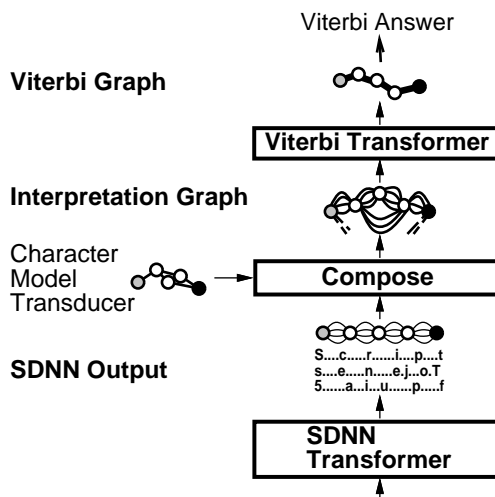 Viterbi Answer
Viterbi Graph
Viterbi Transformer
Interpretation Graph
Character
Model
Transducer
Compose
S....c.....r......i....p....t
s....e.....n....e.j...o.T
5......a...i...u......p.....f
SDNN Output
SDNN
Transformer